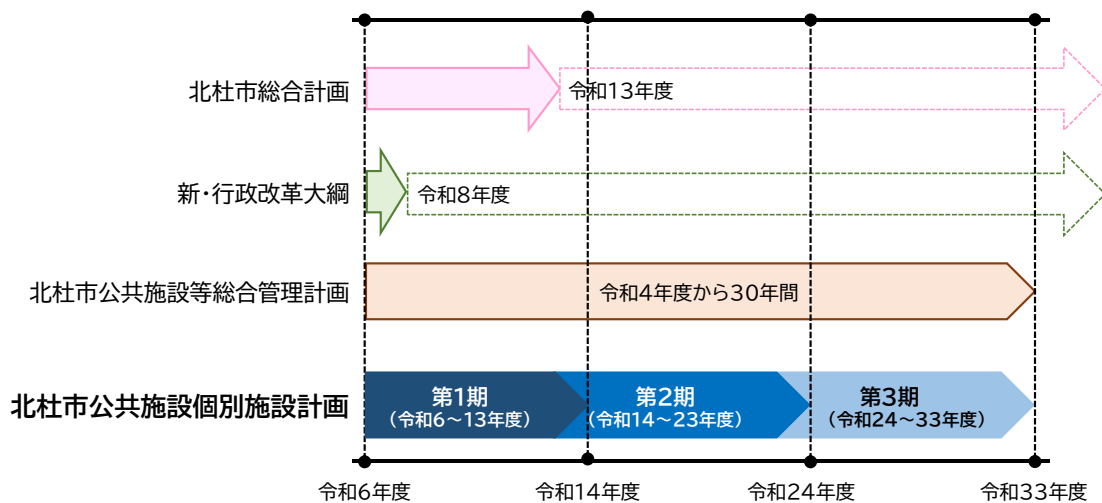 北杜市総合計画
令和13年度
新・行政改革大綱
令和8年度
北杜市公共施設等総合管理計画
令和4年度から30年間
北杜市公共施設個別施設計画
第1期
（令和6～13年度）
第2期
（令和14～23年度）
第3期
（令和24～33年度）
令和6年度
令和14年度
令和24年度
令和33年度